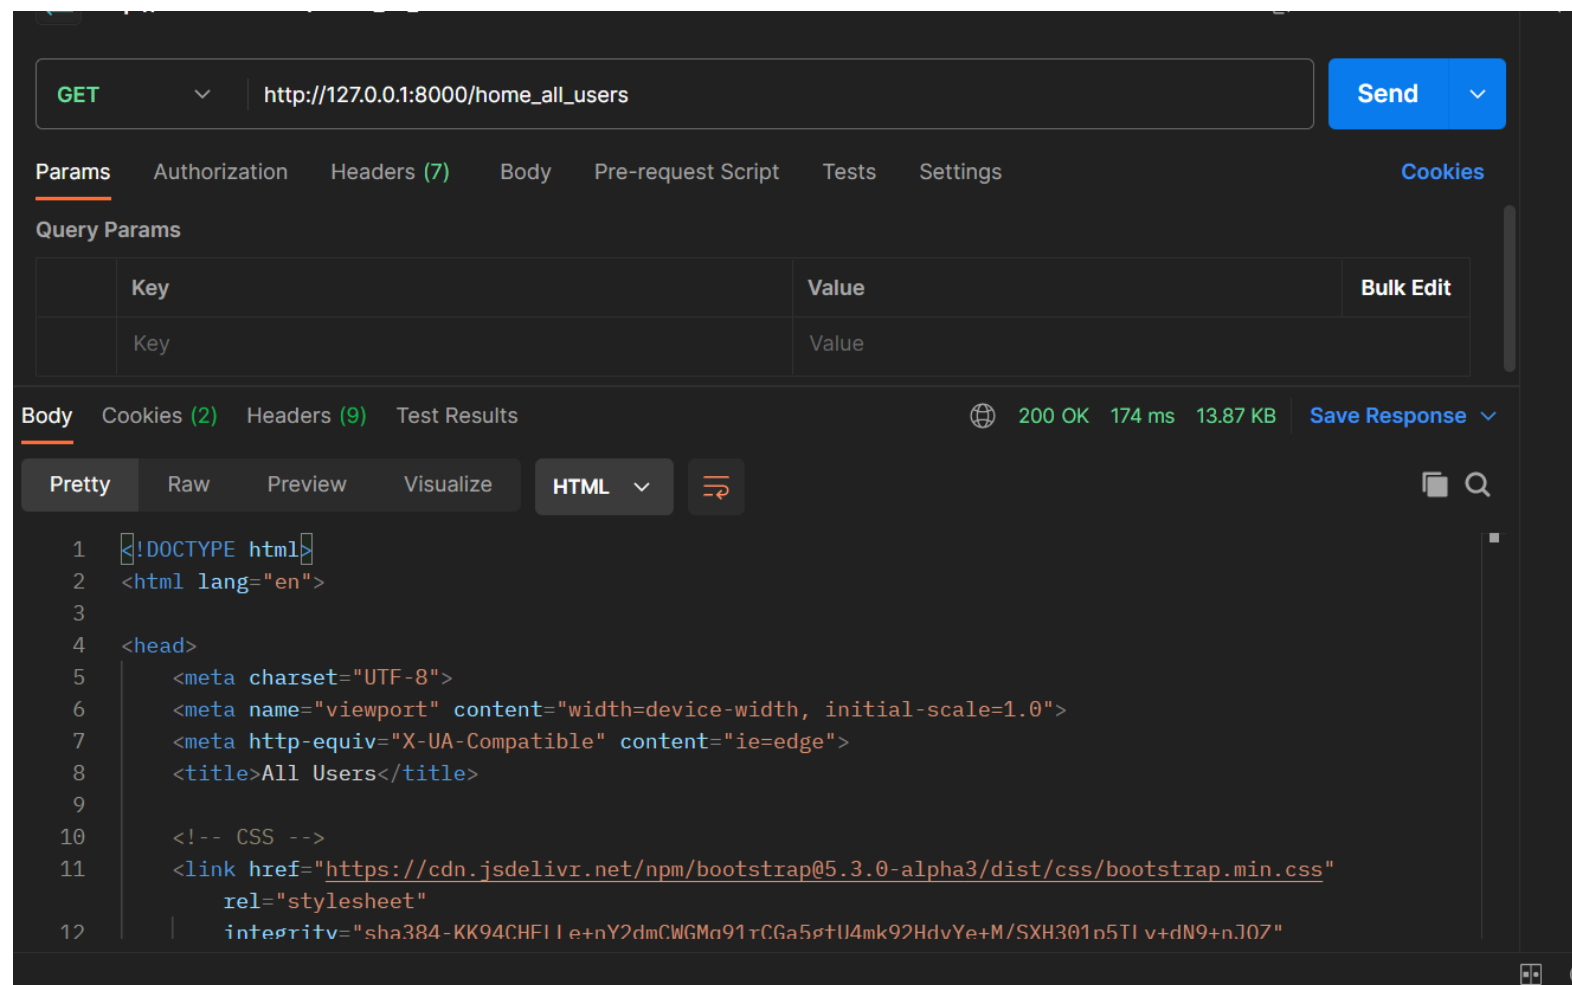 GET http://127.0.0.1:8000/home_all_users Send
Params Authorization Headers (7) Body Pre-request Script Tests Settings Cookies
Query Params
Key Value Bulk Edit
Key Value
Body Cookies (2) Headers (9) Test Results 200 OK 174 ms 13.87 KB Save Response
Pretty Raw Preview Visualize HTML
1 <!DOCTYPE html>
2 <html lang="en">
3
4 <head>
5 <meta charset="UTF-8">
6 <meta name="viewport" content="width=device-width, initial-scale=1.0">
7 <meta http-equiv="X-UA-Compatible" content="ie=edge">
8 <title>All Users</title>
9
10 <!-- CSS -->
11 <link href="https://cdn.jsdelivr.net/npm/bootstrap@5.3.0-alpha3/dist/css/bootstrap.min.css"
rel="stylesheet"
12